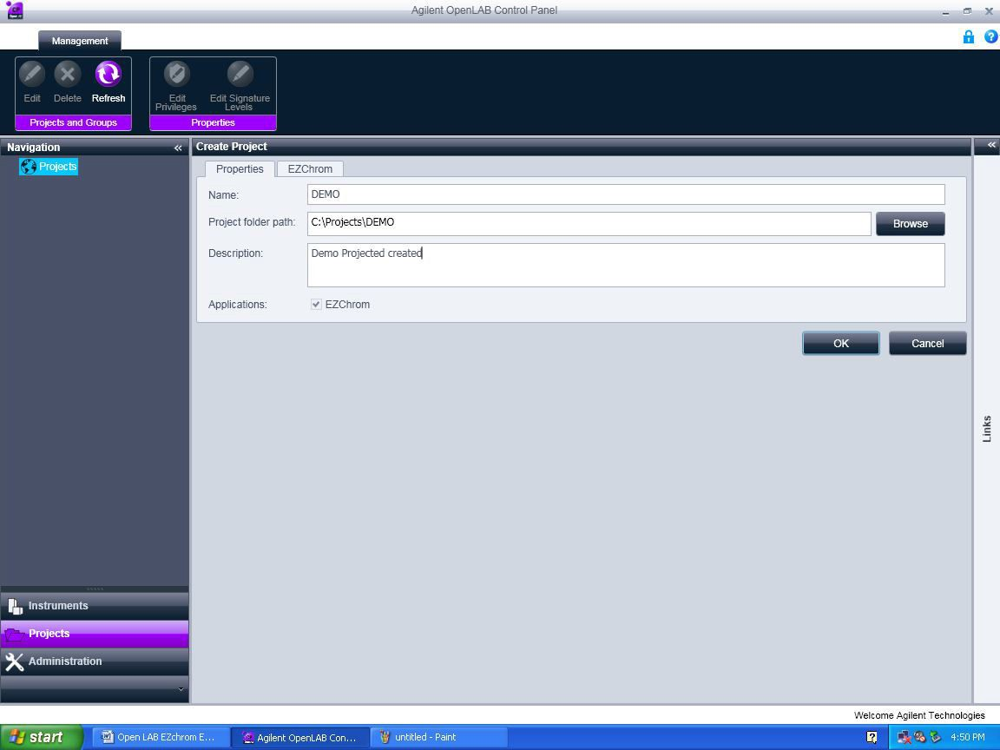 Agilent OpenLAB Control Panel
Management
Edit
Delete
Refresh
Projects and Groups
Edit
Privileges
Edit Signature
Levels
Properties
Navigation
Projects
Create Project
Properties
EZChrom
Name:
DEMO
Project folder path:
C:\Projects\DEMO
Browse
Description:
Demo Projected created
Applications:
EZChrom
OK
Cancel
Links
Instruments
Projects
Administration
Welcome Agilent Technologies
start
Open LAB EZchrom E...
Agilent OpenLAB Con...
untitled - Paint
4:50 PM